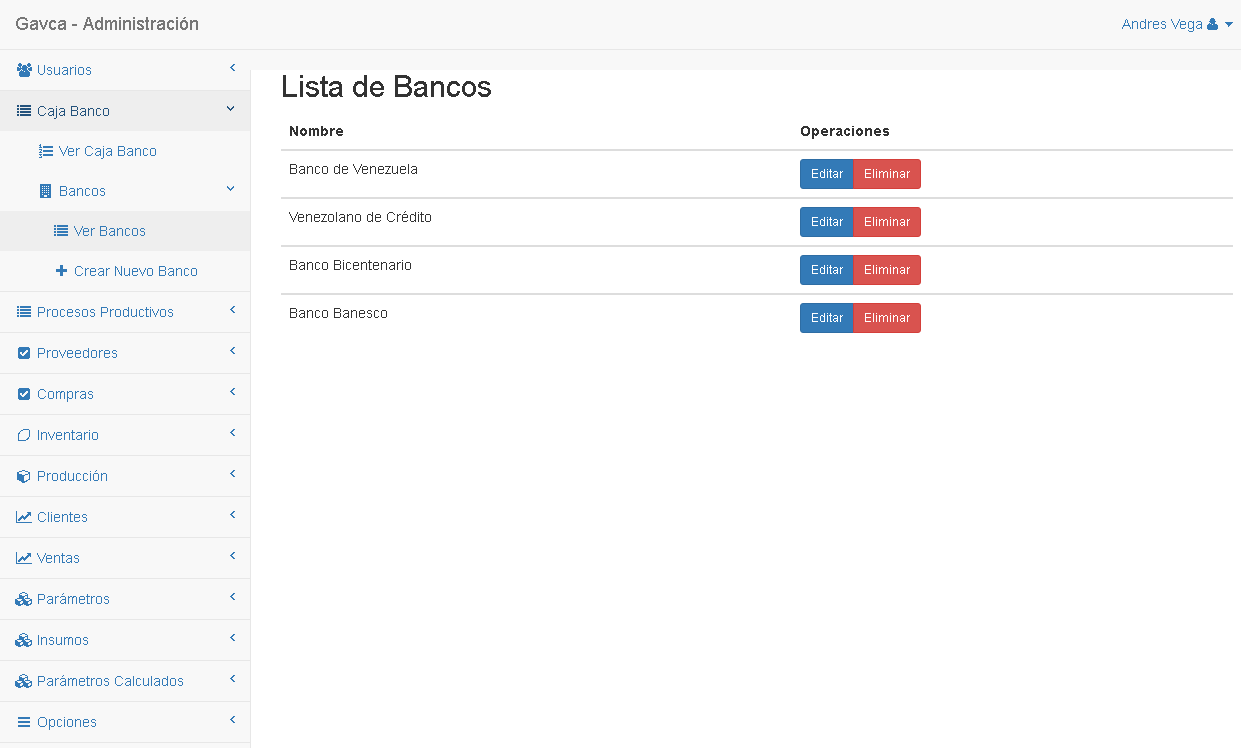 Gavca - Administración
Andres Vega
Usuarios
Caja Banco
Ver Caja Banco
Bancos
Ver Bancos
Crear Nuevo Banco
Procesos Productivos
Proveedores
Compras
Inventario
Producción
Clientes
Ventas
Parámetros
Insumos
Parámetros Calculados
Opciones
Lista de Bancos
Nombre Operaciones
Banco de Venezuela Editar Eliminar
Venezolano de Crédito Editar Eliminar
Banco Bicentenario Editar Eliminar
Banco Banesco Editar Eliminar